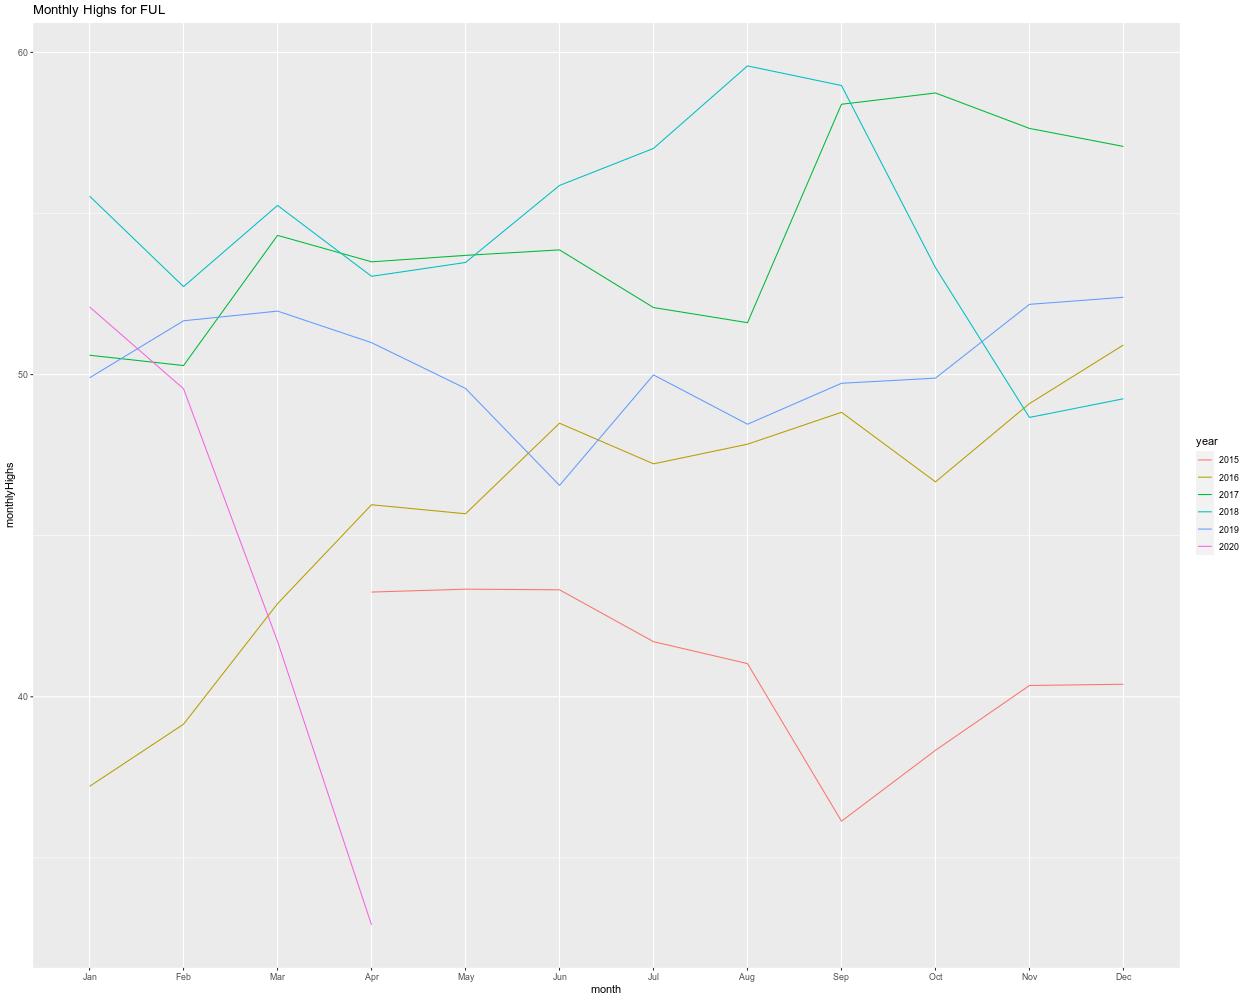 Monthly Highs for FUL
60
50
40
monthlyHighs
Jan Feb Mar Apr May Jun Jul Aug Sep Oct Nov Dec
month
year
2015
2016
2017
2018
2019
2020